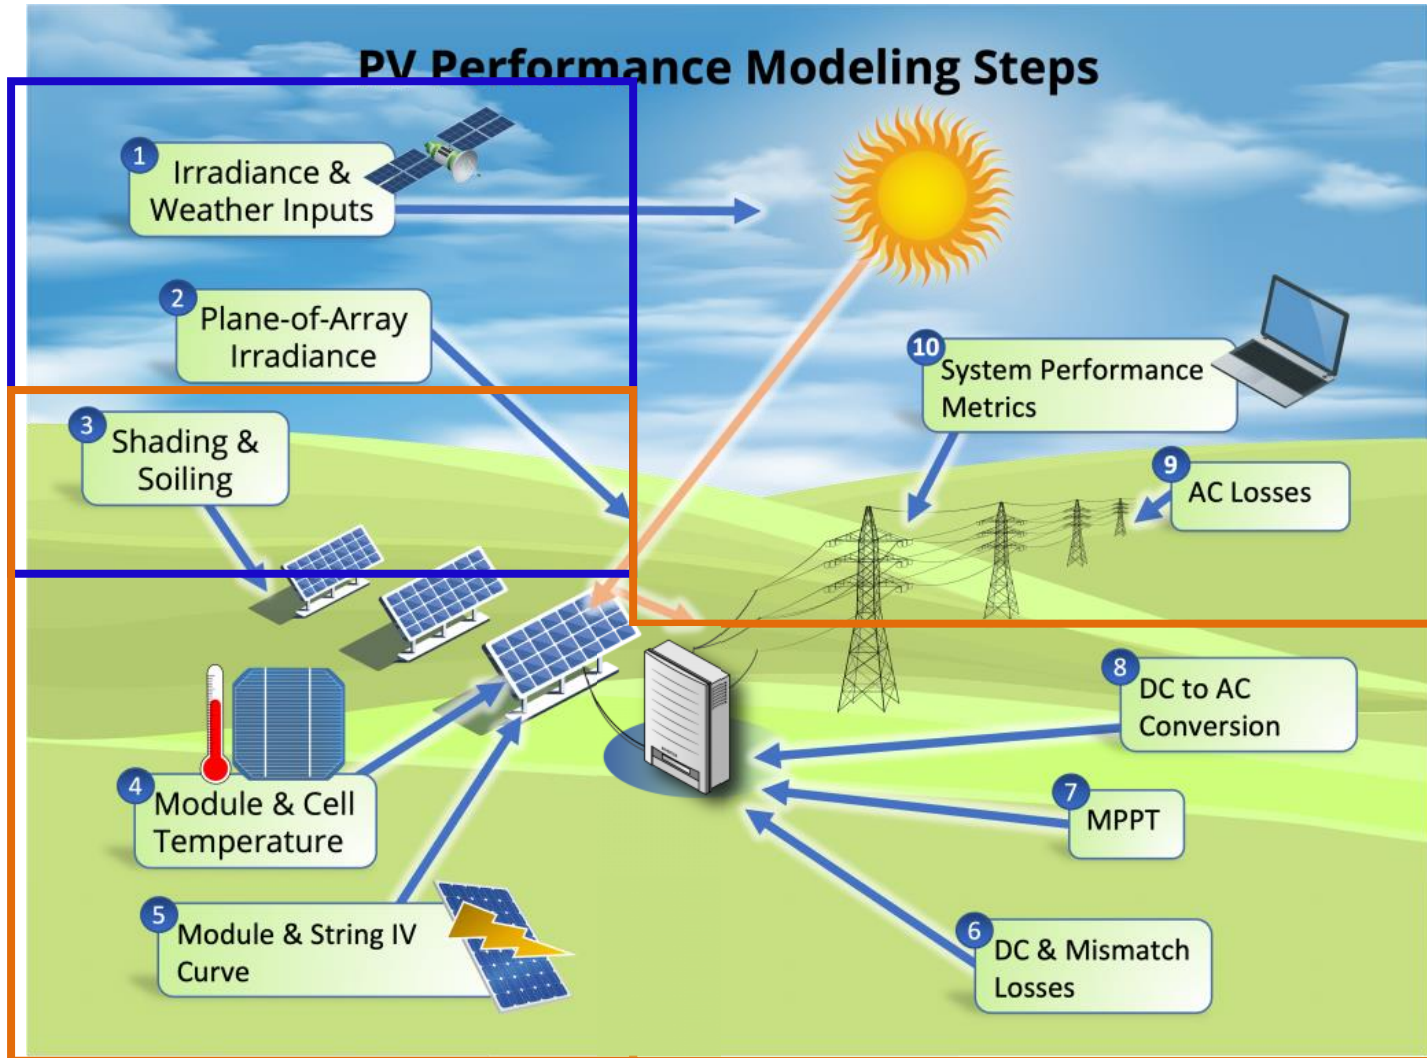 PV Performance Modeling Steps
1
Irradiance &
Weather Inputs
2
Plane-of-Array
Irradiance
3
Shading &
Soiling
4
Module & Cell
Temperature
5
Module & String IV
Curve
6
DC & Mismatch
Losses
7
MPPT
8
DC to AC
Conversion
9
AC Losses
10
System Performance
Metrics